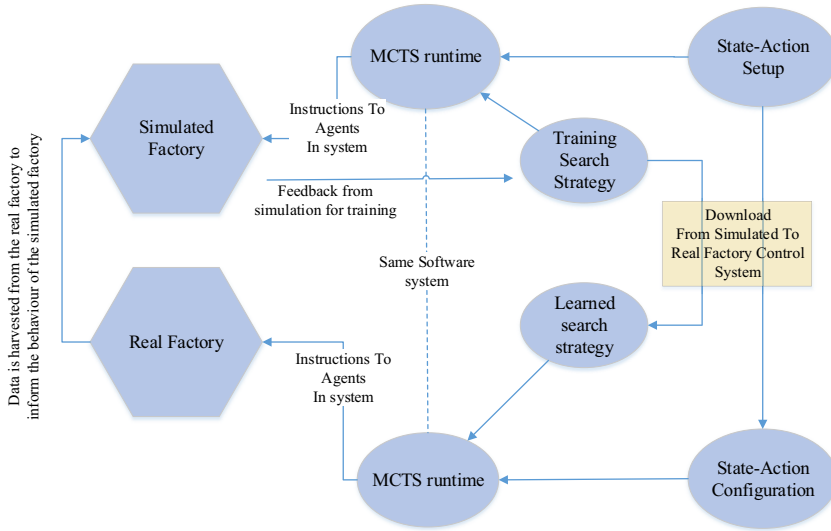 MCTS runtime
State-Action
Setup
Instructions To
Agents
In system
Simulated
Factory
Training
Search
Strategy
Feedback from
simulation for training
Download
From Simulated To
Real Factory Control
System
Same Software
system
Data is harvested from the real factory to
inform the behaviour of the simulated factory
Learned
search
strategy
Real Factory
Instructions To
Agents
In system
MCTS runtime
State-Action
Configuration